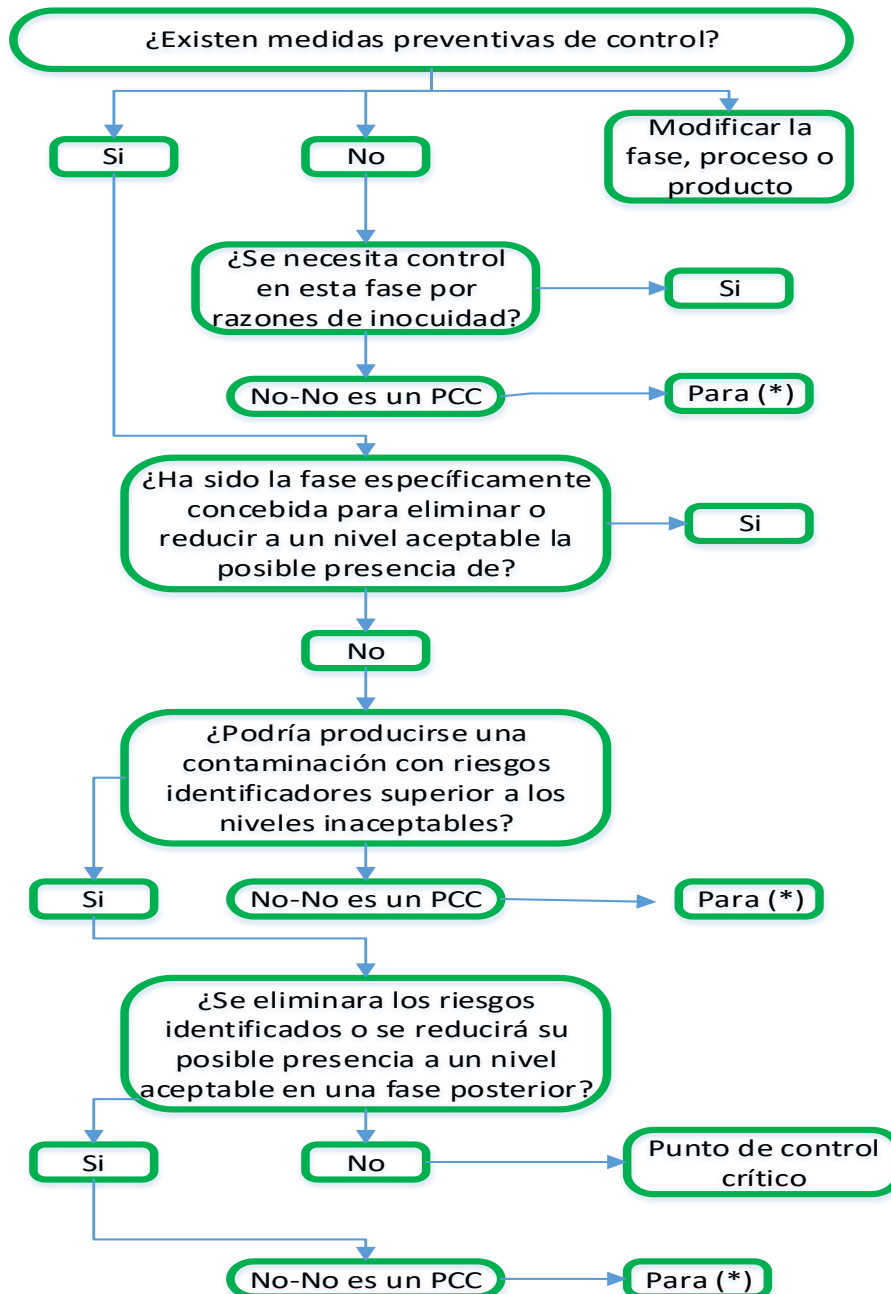 ¿Existen medidas preventivas de control?
Si
No
Modificar la
fase, proceso o
producto
¿Se necesita control
en esta fase por
razones de inocuidad?
Si
No-No es un PCC
Para (*)
¿Ha sido la fase específicamente
concebida para eliminar o
reducir a un nivel aceptable la
posible presencia de?
Si
No
¿Podría producirse una
contaminación con riesgos
identificadores superior a los
niveles inaceptables?
Si
No-No es un PCC
Para (*)
¿Se eliminara los riesgos
identificados o se reducirá su
posible presencia a un nivel
aceptable en una fase posterior?
Si
No
Punto de control
crítico
No-No es un PCC
Para (*)